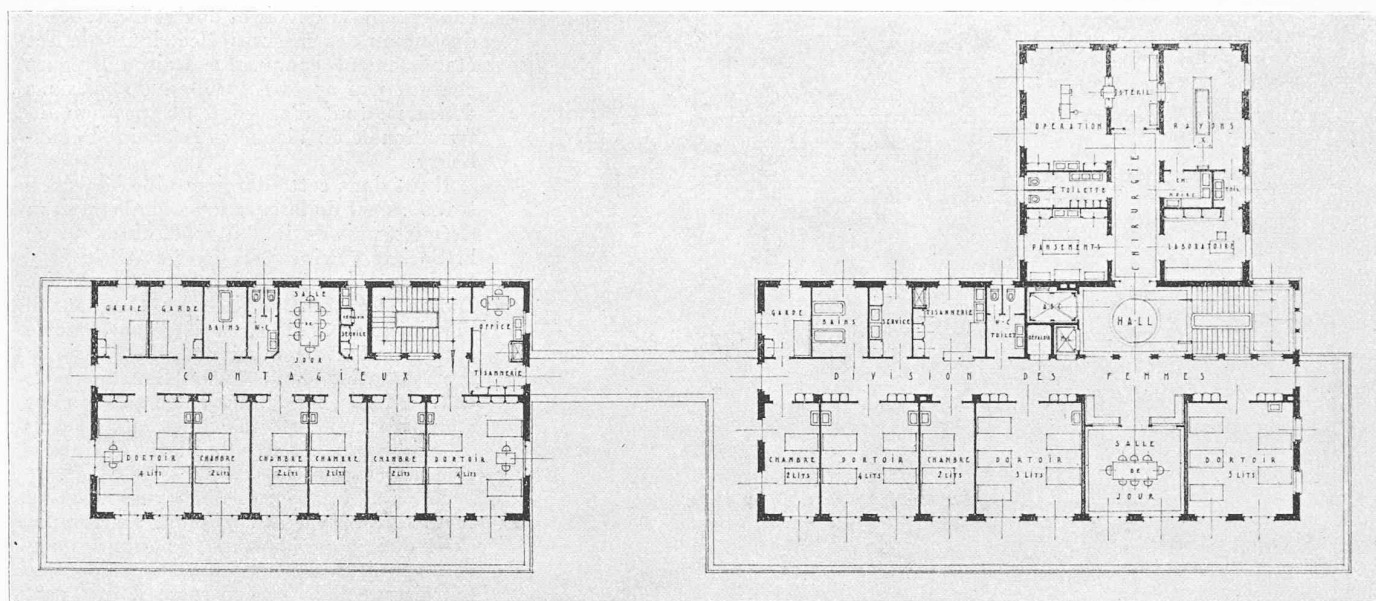 OPERATION
STÉRIL.
RAYONS
X
TOILETTE
CHIRURGIE
PANSEMENTS
LABORATOIRE
GARDE
GARDE
BAINS
W-C
SALLE
DE
JOUR
SERVICE
OFFICE
TISANNERIE
CONTAGIEUX
DORTOIR
4 LITS
CHAMBRE
2 LITS
CHAMBRE
2 LITS
CHAMBRE
2 LITS
CHAMBRE
2 LITS
DORTOIR
4 LITS
GARDE
BAINS
SERVICE
TISANNERIE
W-C
TOILET.
ASC.
HALL
DIVISION DES FEMMES
CHAMBRE
2 LITS
DORTOIR
4 LITS
CHAMBRE
2 LITS
DORTOIR
5 LITS
SALLE
DE
JOUR
DORTOIR
5 LITS